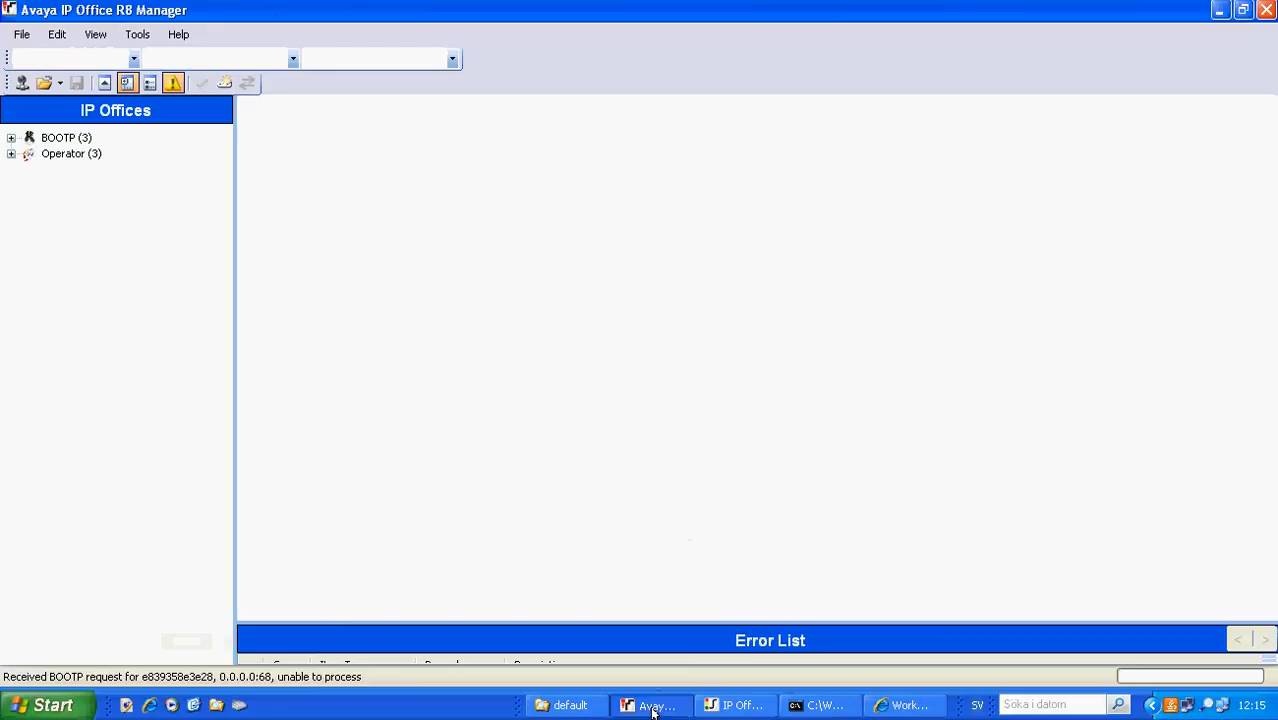 Avaya IP Office R8 Manager
File Edit View Tools Help
IP Offices
BOOTP (3)
Operator (3)
Error List
Received BOOTP request for e839358e3e28, 0.0.0.0:68, unable to process
Start default Avay... IP Off... C:\W... Work... SV Söka i datorn 12:15